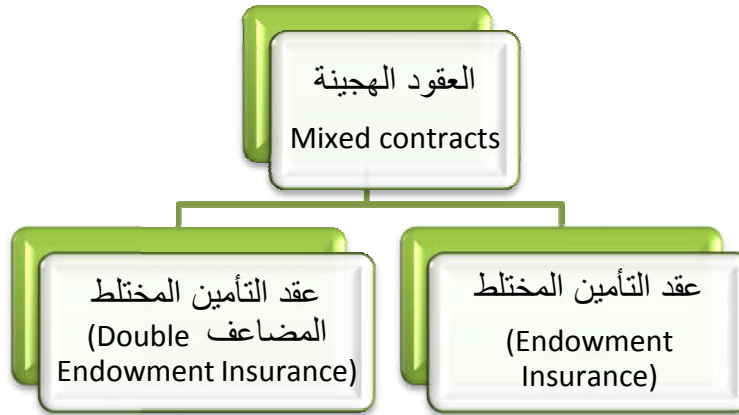 العقود الهجينة
Mixed contracts
عقد التأمين المختلط
(Endowment
Insurance)
عقد التأمين المختلط
المضاعف (Double
Endowment Insurance)